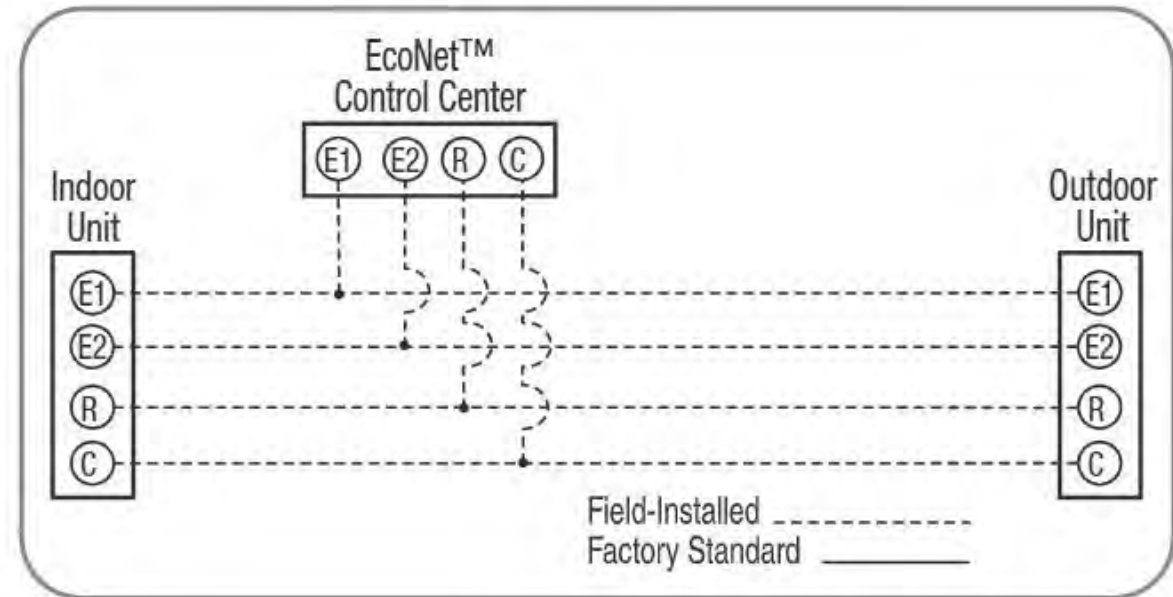 EcoNet™
Control Center
E1 E2 R C
Indoor
Unit
E1
E2
R
C
Outdoor
Unit
E1
E2
R
C
Field-Installed
Factory Standard